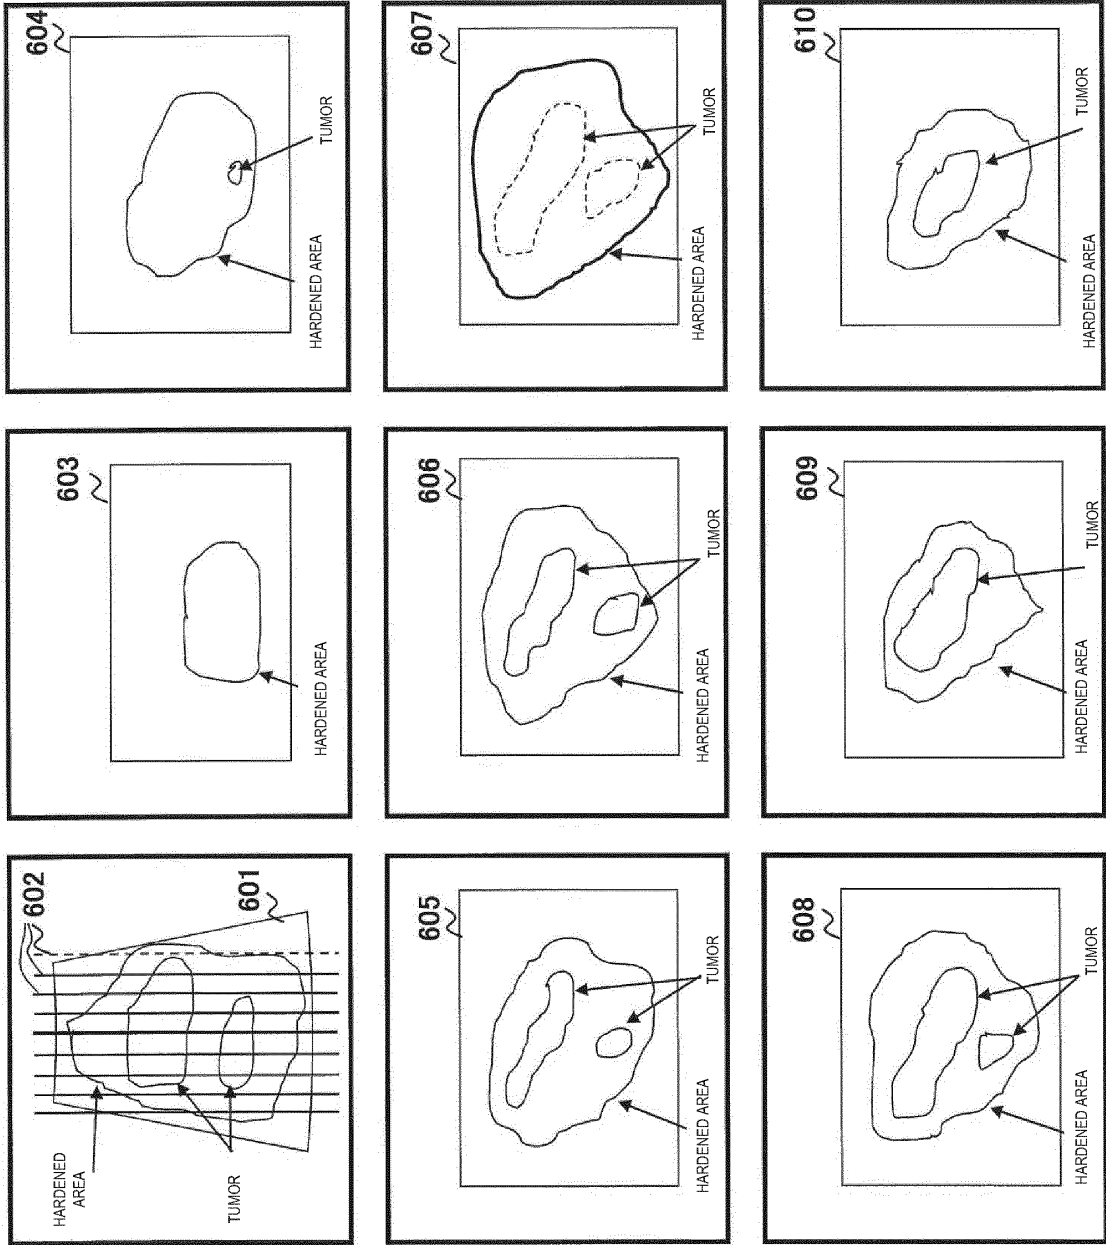 602
601
HARDENED
AREA
TUMOR
603
HARDENED AREA
604
TUMOR
HARDENED AREA
605
TUMOR
HARDENED AREA
606
TUMOR
HARDENED AREA
607
TUMOR
HARDENED AREA
608
TUMOR
HARDENED AREA
609
TUMOR
HARDENED AREA
610
TUMOR
HARDENED AREA